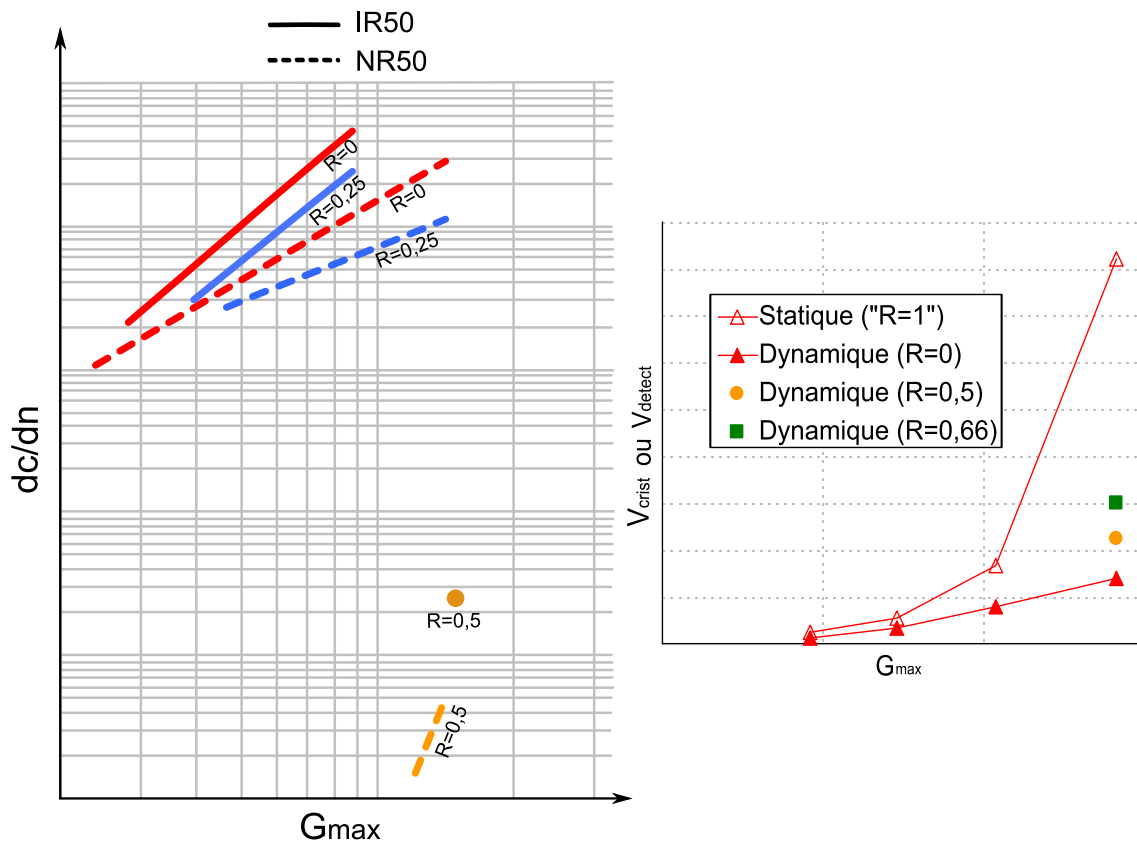 IR50
NR50
R=0
R=0,25
R=0
R=0,25
R=0,5
R=0,5
dc/dn
Gmax
Statique ("R=1")
Dynamique (R=0)
Dynamique (R=0,5)
Dynamique (R=0,66)
Vcrist ou Vdetect
Gmax